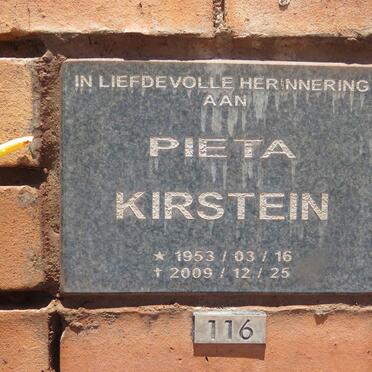 IN LIEFDEVOLLE HERINNERING
AAN
PIETA
KIRSTEIN
★ 1953 / 03 / 16
✝ 2009 / 12 / 25
116